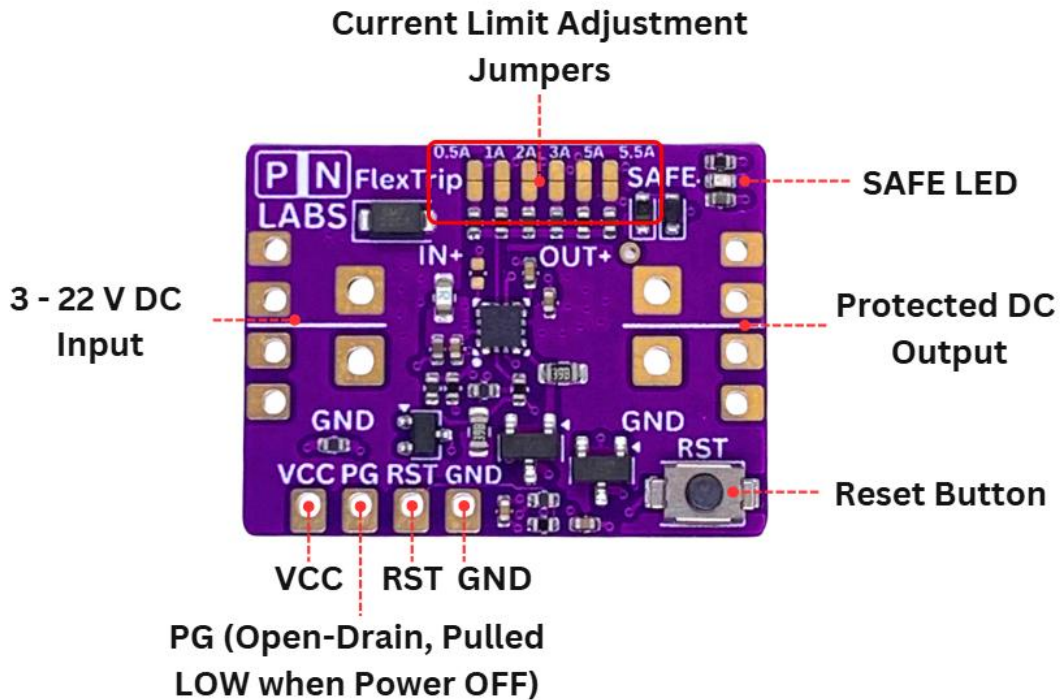 Current Limit Adjustment
Jumpers
0.5A 1A 2A 3A 5A 5.5A
P N FlexTrip SAFE
LABS
SAFE LED
IN+ OUT+
3 - 22 V DC
Input
Protected DC
Output
GND GND
RST
VCC PG RST GND
Reset Button
VCC RST GND
PG (Open-Drain, Pulled
LOW when Power OFF)